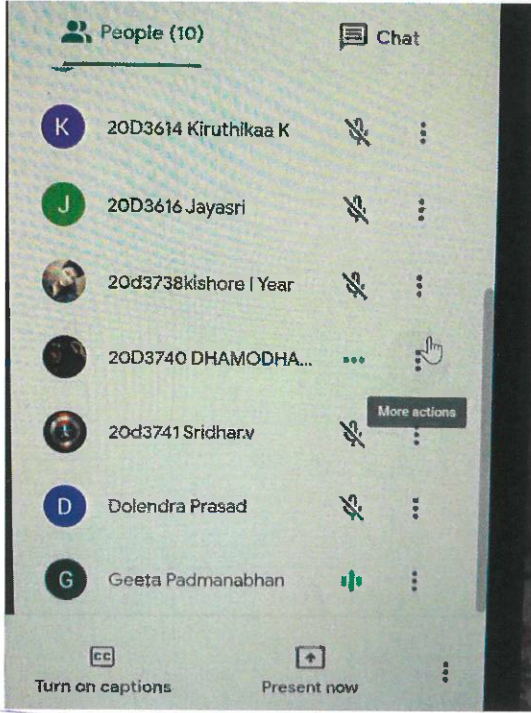 People (10)
Chat
K
20D3614 Kiruthikaa K
J
20D3616 Jayasri
20d3738kishore I Year
20D3740 DHAMODHA...
More actions
20d3741 Sridhar.v
D
Dolendra Prasad
G
Geeta Padmanabhan
CC
Turn on captions
Present now